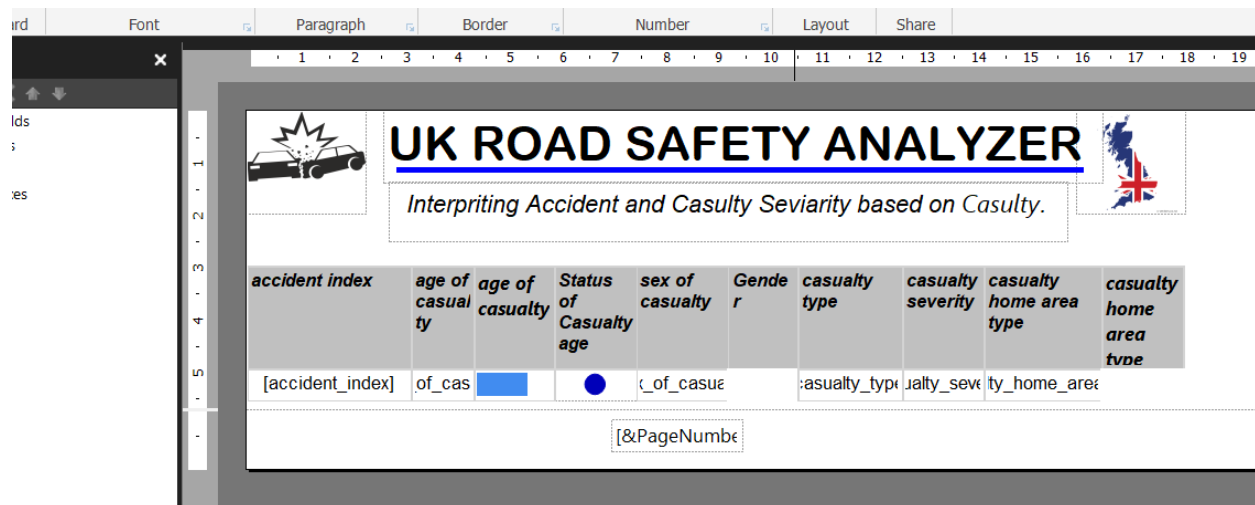 Font Paragraph Border Number Layout Share
1 2 3 4 5 6 7 8 9 10 11 12 13 14 15 16 17 18 19
UK ROAD SAFETY ANALYZER
Interpriting Accident and Casulty Seviarity based on Casulty.
accident index age of casual ty age of casualty Status of Casualty age sex of casualty Gende r casualty type casualty severity casualty home area type casualty home area type
[accident_index] _of_cas _of_casua asualty_type ualty_seve ty_home_area
[&PageNumbe
1
2
3
4
5